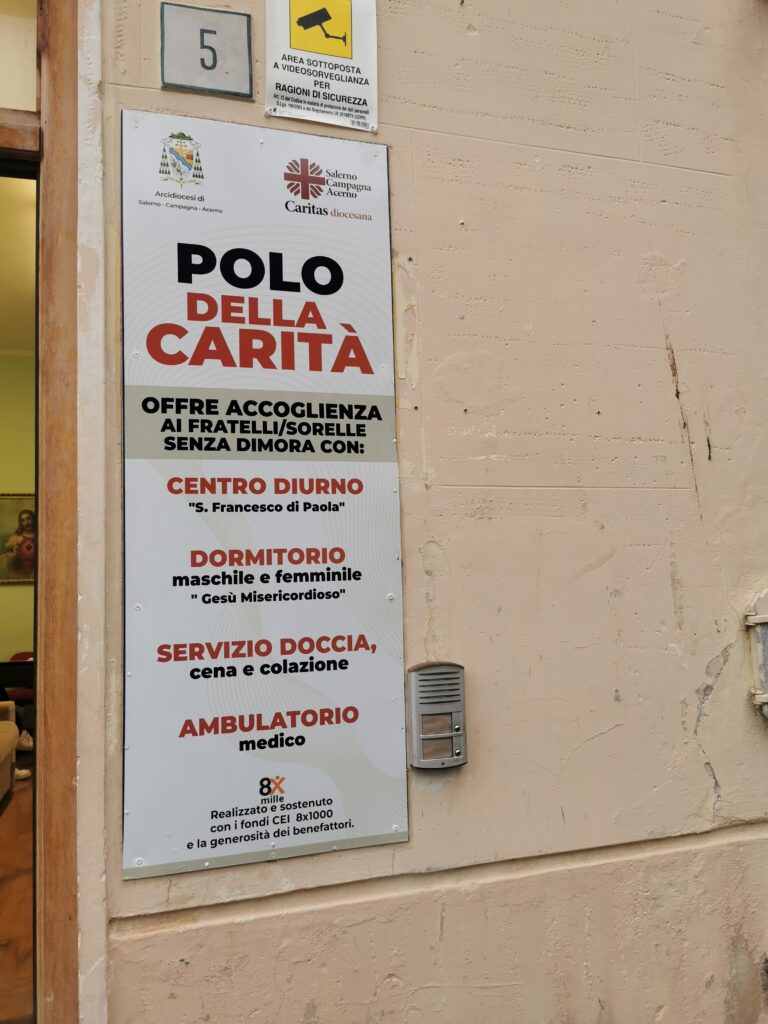 5
AREA SOTTOPOSTA
A VIDEOSORVEGLIANZA
PER
RAGIONI DI SICUREZZA
Arcidiocesi di
Salerno - Campagna - Acerno
Salerno
Campagna
Acerno
Caritas diocesana
POLO
DELLA
CARITÀ
OFFRE ACCOGLIENZA
AI FRATELLI/SORELLE
SENZA DIMORA CON:
CENTRO DIURNO
"S. Francesco di Paola"
DORMITORIO
maschile e femminile
" Gesù Misericordioso"
SERVIZIO DOCCIA,
cena e colazione
AMBULATORIO
medico
8X
mille
Realizzato e sostenuto
con i fondi CEI 8x1000
e la generosità dei benefattori.